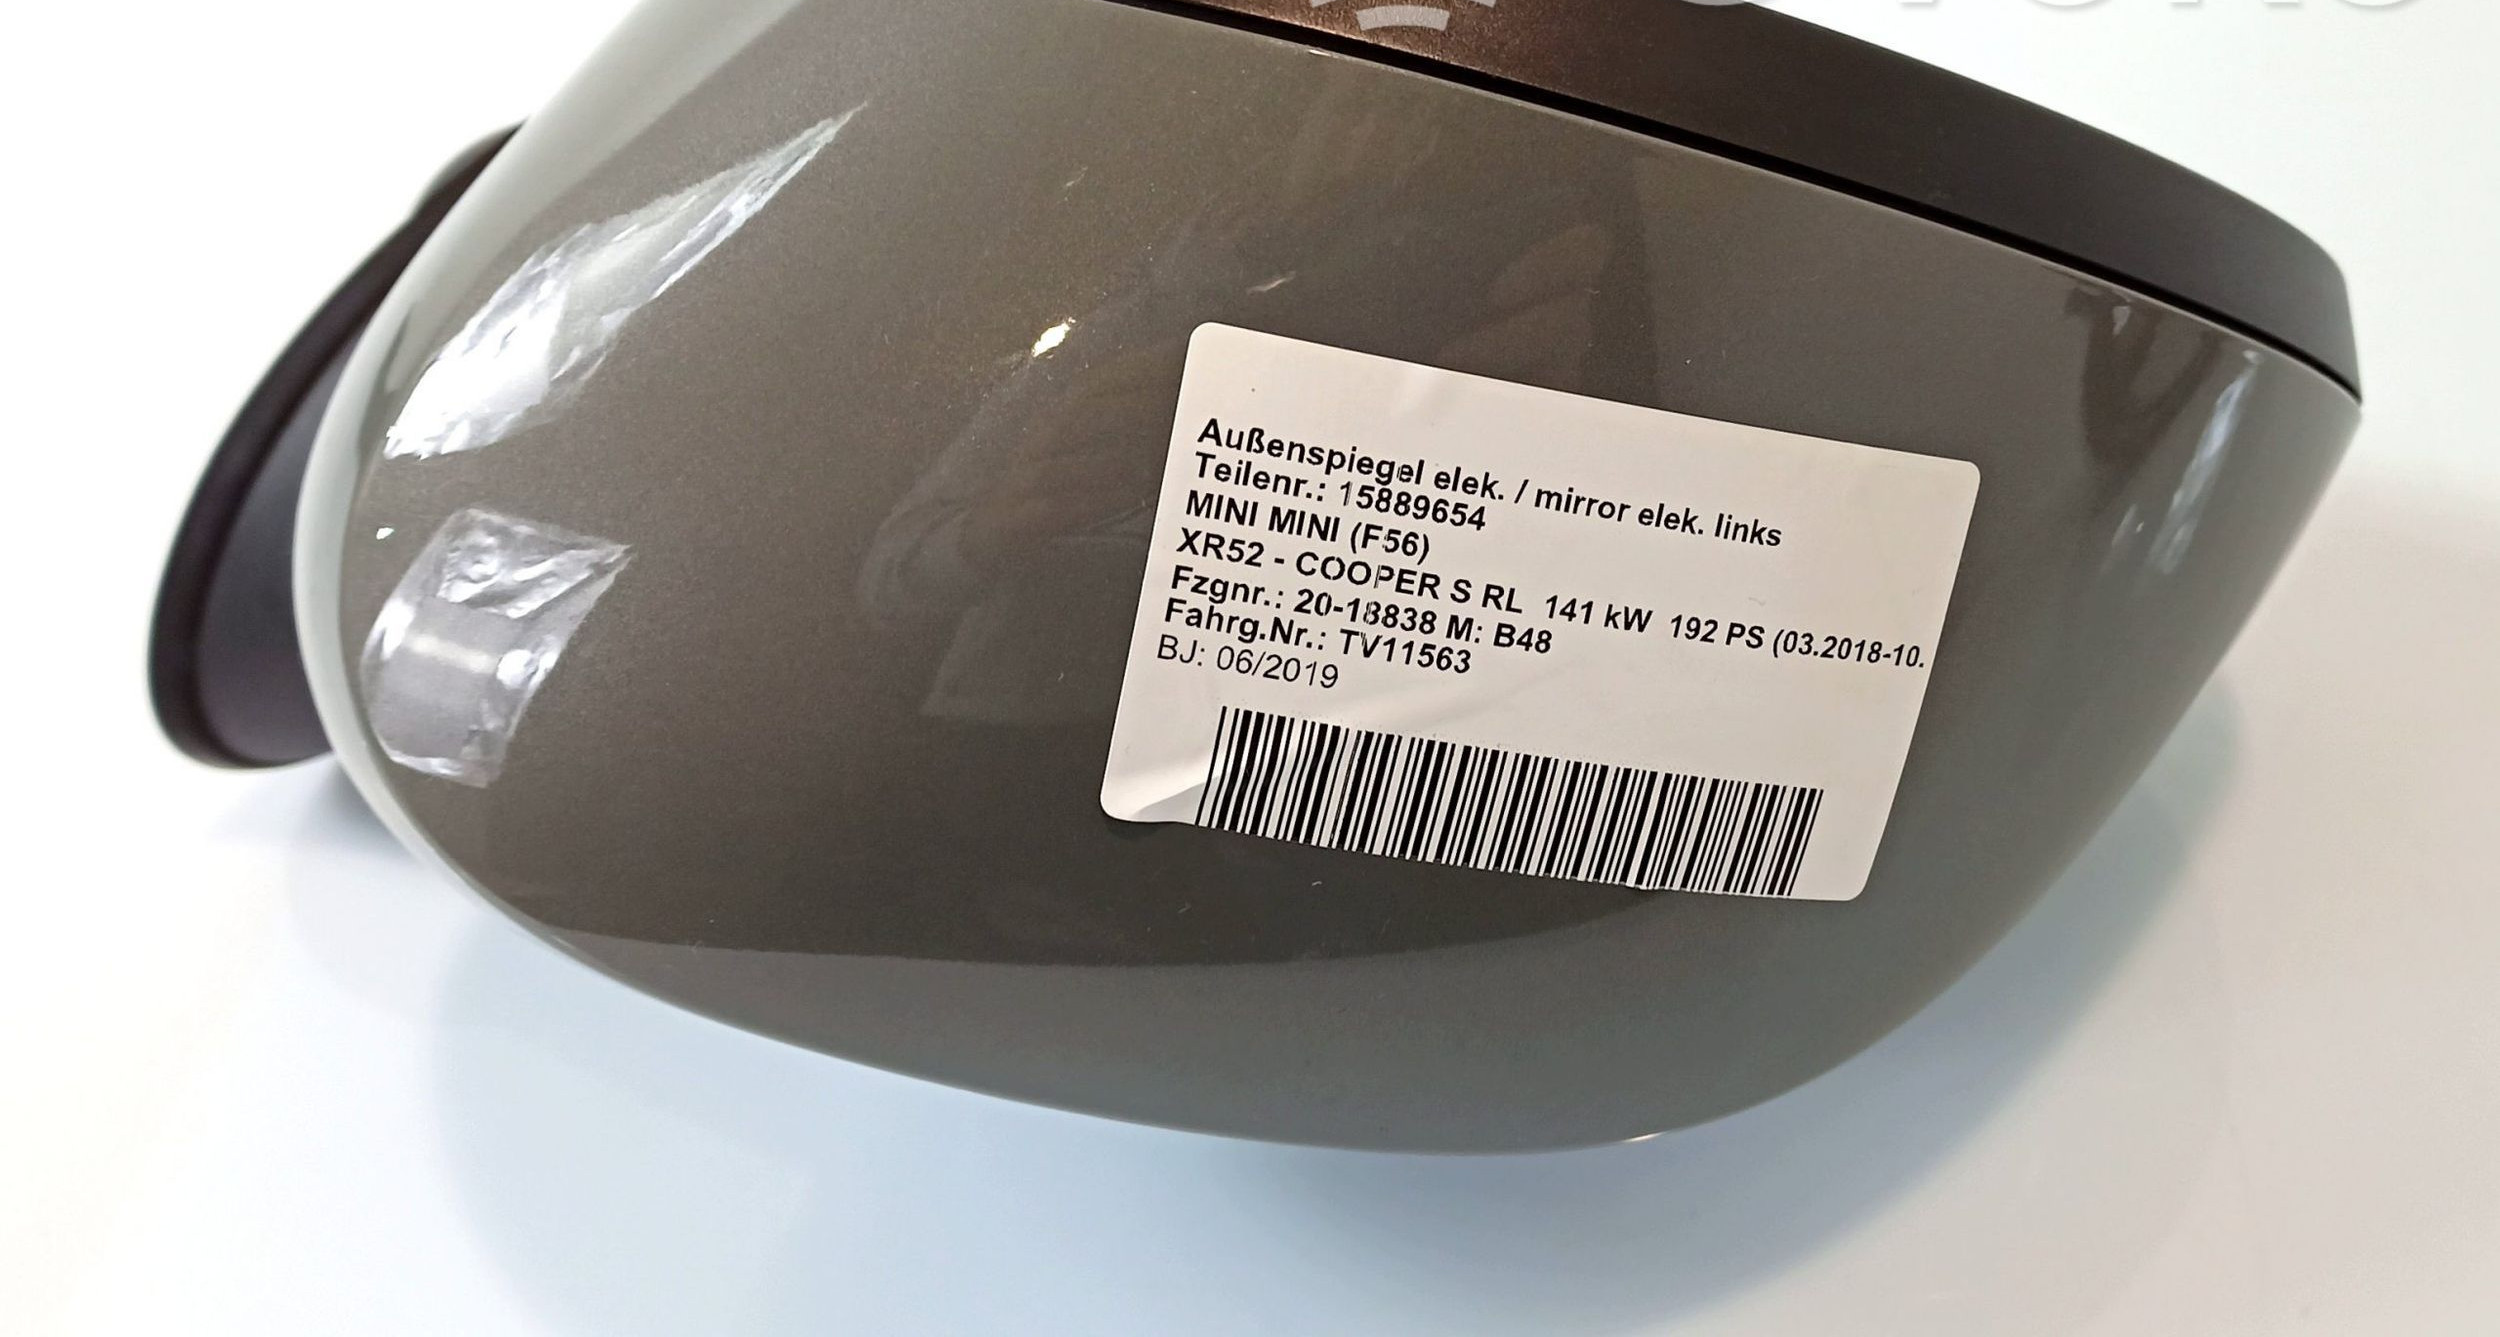 Außenspiegel elek. / mirror elek. links
Teilenr.: 15889654
MINI MINI (F56)
XR52 - COOPER S RL 141 kW 192 PS (03.2018-10.
Fzgnr.: 20-18838 M: B48
Fahrg.Nr.: TV11563
BJ: 06/2019